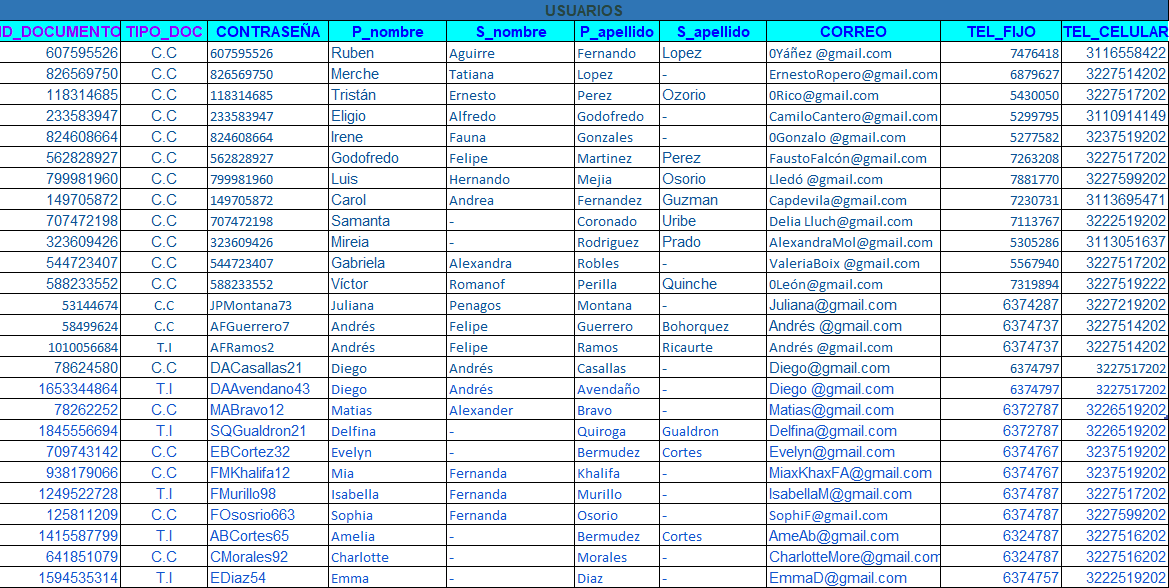 USUARIOS
ID_DOCUMENTO TIPO_DOC CONTRASEÑA P_nombre S_nombre P_apellido S_apellido CORREO TEL_FIJO TEL_CELULAR
607595526 C.C 607595526 Ruben Aguirre Fernando Lopez 0Yáñez @gmail.com 7476418 3116558422
826569750 C.C 826569750 Merche Tatiana Lopez - ErnestoRopero@gmail.com 6879627 3227514202
118314685 C.C 118314685 Tristán Ernesto Perez Ozorio 0Rico@gmail.com 5430050 3227517202
233583947 C.C 233583947 Eligio Alfredo Godofredo - CamiloCantero@gmail.com 5299795 3110914149
824608664 C.C 824608664 Irene Fauna Gonzales - 0Gonzalo @gmail.com 5277582 3237519202
562828927 C.C 562828927 Godofredo Felipe Martinez Perez FaustoFalcón@gmail.com 7263208 3227517202
799981960 C.C 799981960 Luis Hernando Mejia Osorio Lledó @gmail.com 7881770 3227599202
149705872 C.C 149705872 Carol Andrea Fernandez Guzman Capdevila@gmail.com 7230731 3113695471
707472198 C.C 707472198 Samanta - Coronado Uribe Delia Lluch@gmail.com 7113767 3222519202
323609426 C.C 323609426 Mireia - Rodriguez Prado AlexandraMol@gmail.com 5305286 3113051637
544723407 C.C 544723407 Gabriela Alexandra Robles - ValeriaBoix @gmail.com 5567940 3227517202
588233552 C.C 588233552 Víctor Romanof Perilla Quinche 0León@gmail.com 7319894 3227519222
53144674 C.C JPMontana73 Juliana Penagos Montana - Juliana@gmail.com 6374287 3227219202
58499624 C.C AFGuerrero7 Andrés Felipe Guerrero Bohorquez Andrés @gmail.com 6374737 3227514202
1010056684 T.I AFRamos2 Andrés Felipe Ramos Ricaurte Andrés @gmail.com 6374737 3227514202
78624580 C.C DACasallas21 Diego Andrés Casallas - Diego@gmail.com 6374797 3227517202
1653344864 T.I DAAvendano43 Diego Andrés Avendaño - Diego @gmail.com 6374797 3227517202
78262252 C.C MABravo12 Matias Alexander Bravo - Matias@gmail.com 6372787 3226519202
1845556694 T.I SQGualdron21 Delfina - Quiroga Gualdron Delfina@gmail.com 6372787 3226519202
709743142 C.C EBCortez32 Evelyn - Bermudez Cortes Evelyn@gmail.com 6374767 3237519202
938179066 C.C FMKhalifa12 Mia Fernanda Khalifa - MiaxKhaxFA@gmail.com 6374767 3237519202
1249522728 T.I FMurillo98 Isabella Fernanda Murillo - IsabellaM@gmail.com 6374787 3227517202
125811209 C.C FOsosrio663 Sophia Fernanda Osorio - SophiF@gmail.com 6374787 3227599202
1415587799 T.I ABCortes65 Amelia - Bermudez Cortes AmeAb@gmail.com 6324787 3227516202
641851079 C.C CMorales92 Charlotte - Morales - CharlotteMore@gmail.com 6324787 3227516202
1594535314 T.I EDiaz54 Emma - Diaz - EmmaD@gmail.com 6374757 3222519202